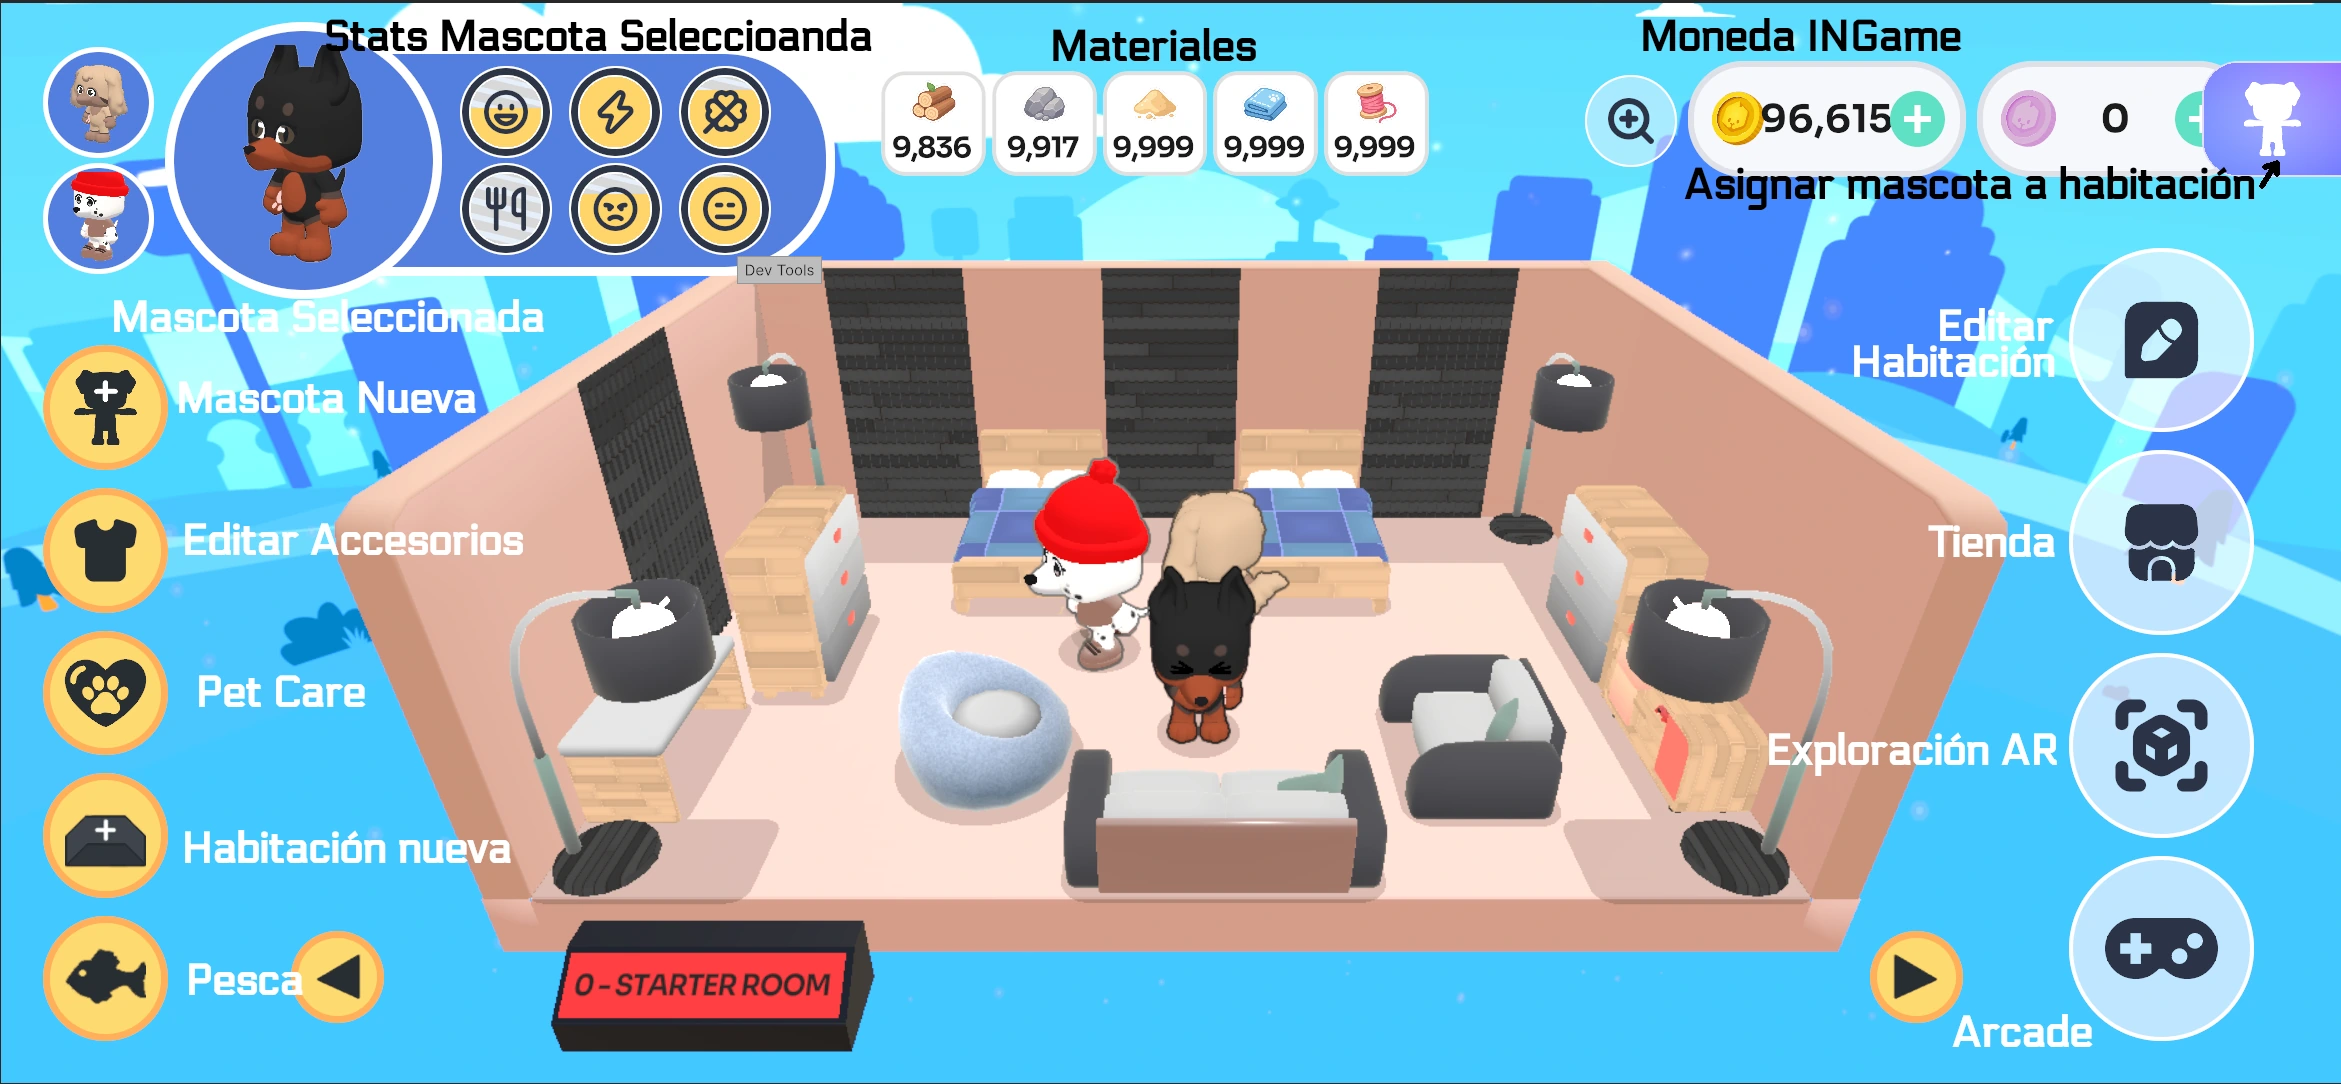 Stats Mascota Seleccioanda
Materiales
Moneda INGame
9,836
9,917
9,999
9,999
9,999
96,615
0
Asignar mascota a habitación
Dev Tools
Mascota Seleccionada
Mascota Nueva
Editar Accesorios
Pet Care
Habitación nueva
Pesca
Editar
Habitación
Tienda
Exploración AR
Arcade
0 - STARTER ROOM